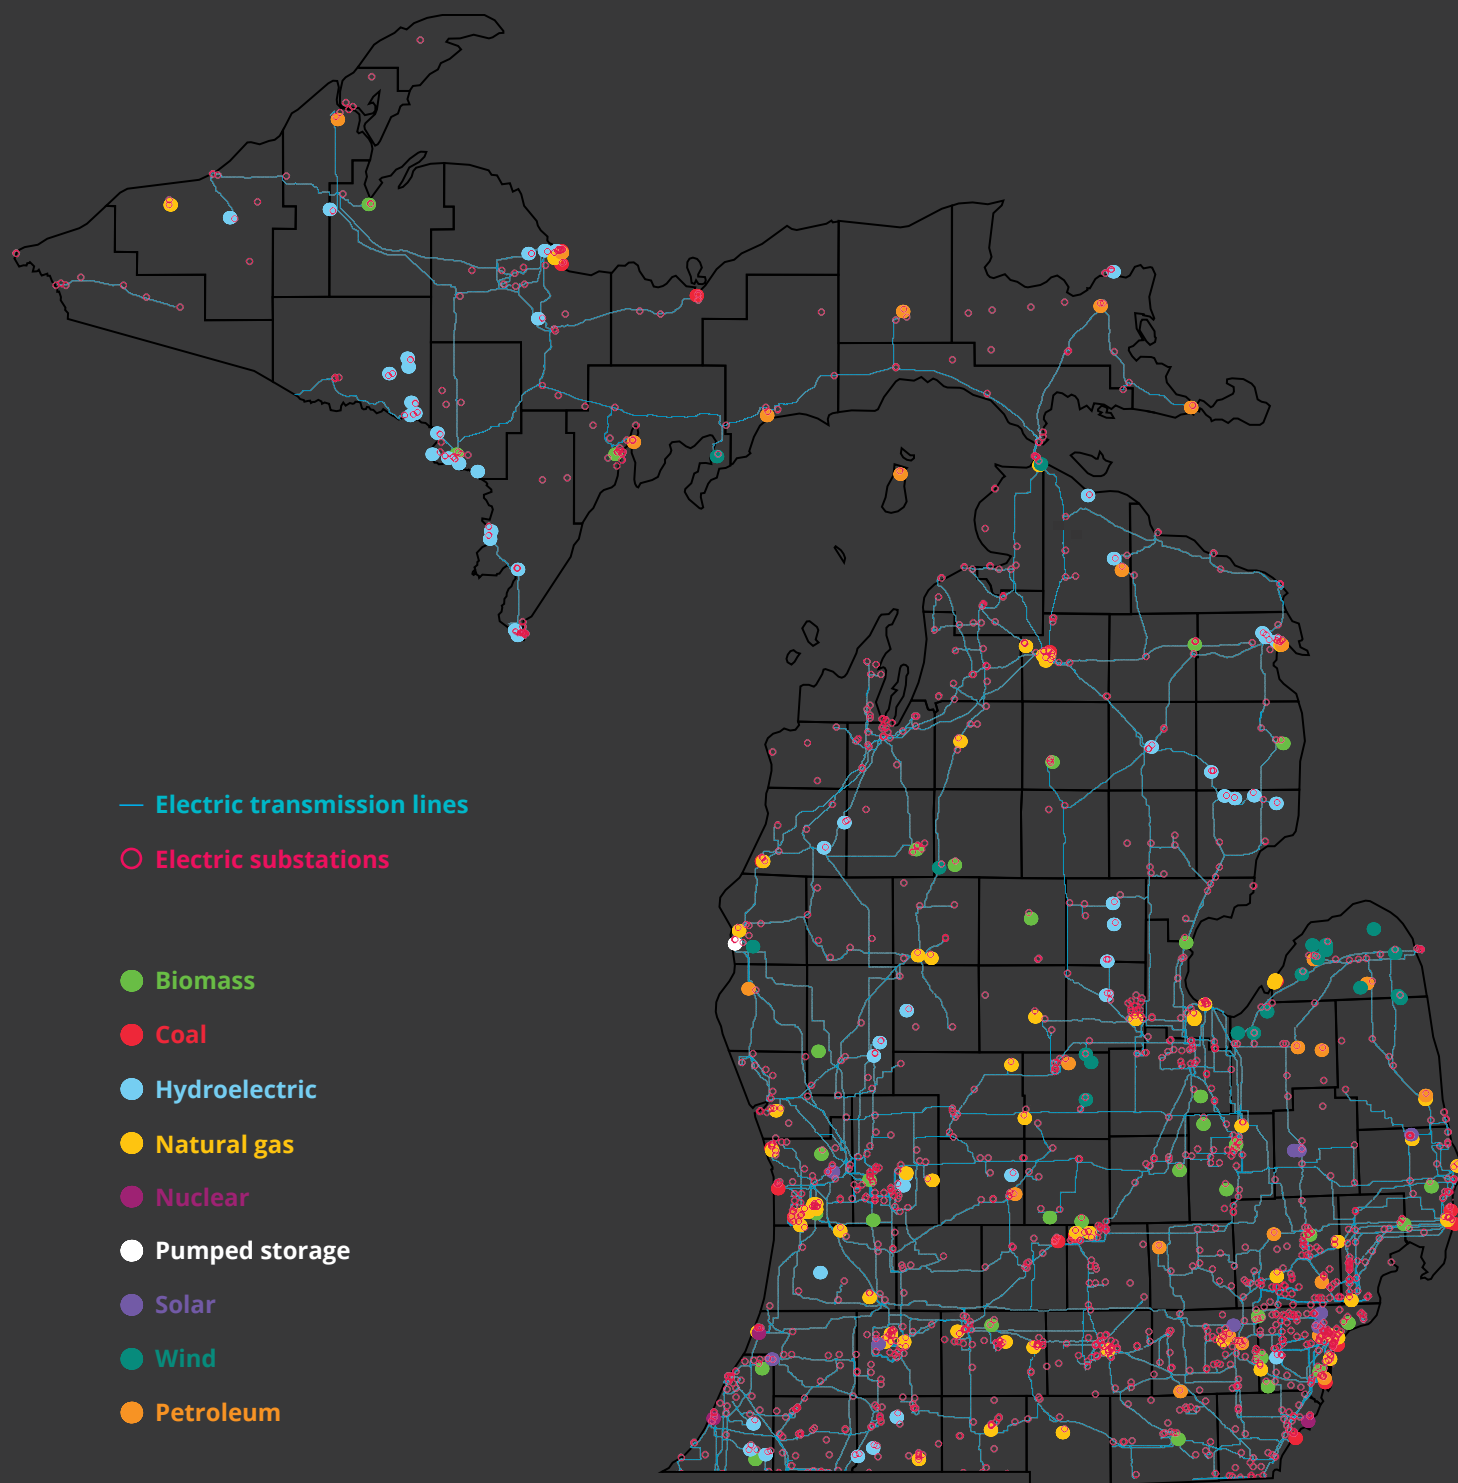 Electric transmission lines
Electric substations
Biomass
Coal
Hydroelectric
Natural gas
Nuclear
Pumped storage
Solar
Wind
Petroleum